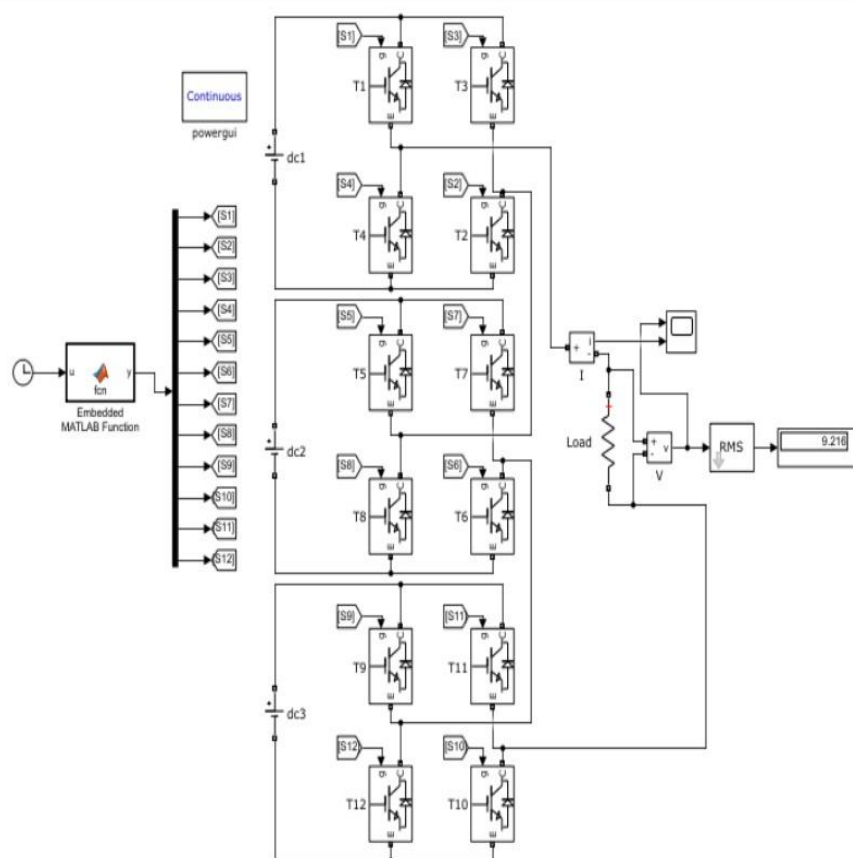 [S1]
[S3]
g
C
E
T1
g
C
E
T3
Continuous
powergui
+
dc1
[S4]
[S2]
g
C
E
T4
g
C
E
T2
[S1]
[S2]
[S3]
[S4]
[S5]
[S6]
[S7]
[S8]
[S9]
[S10]
[S11]
[S12]
u
y
fcn
Embedded
MATLAB Function
[S5]
[S7]
g
C
E
T5
g
C
E
T7
+
dc2
[S8]
[S6]
g
C
E
T8
g
C
E
T6
+
i
-
I
+
Load
+
-
v
V
RMS
9.216
[S9]
[S11]
g
C
E
T9
g
C
E
T11
+
dc3
[S12]
[S10]
g
C
E
T12
g
C
E
T10